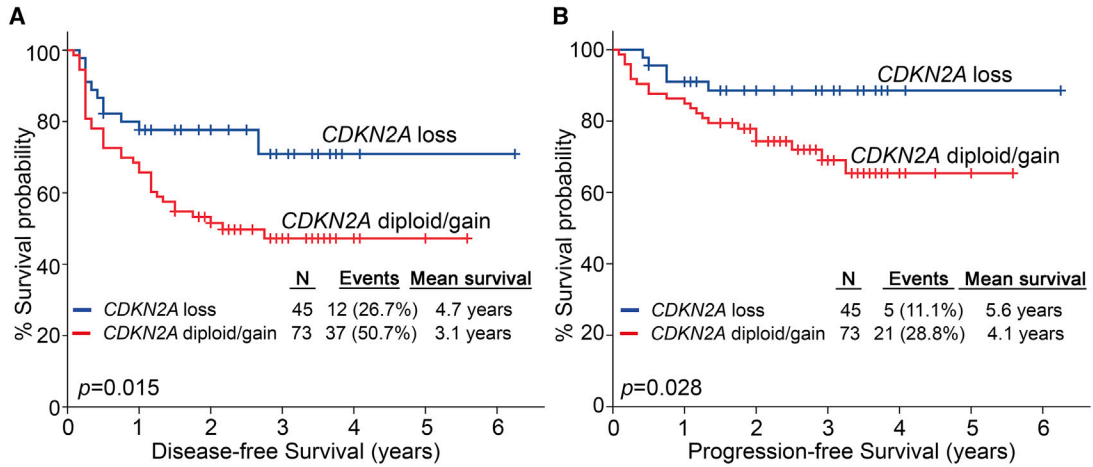 A
% Survival probability
100
80
60
40
20
0
CDKN2A loss
CDKN2A diploid/gain
N Events Mean survival
CDKN2A loss 45 12 (26.7%) 4.7 years
CDKN2A diploid/gain 73 37 (50.7%) 3.1 years
p=0.015
0 1 2 3 4 5 6
Disease-free Survival (years)
B
% Survival probability
100
80
60
40
20
0
CDKN2A loss
CDKN2A diploid/gain
N Events Mean survival
CDKN2A loss 45 5 (11.1%) 5.6 years
CDKN2A diploid/gain 73 21 (28.8%) 4.1 years
p=0.028
0 1 2 3 4 5 6
Progression-free Survival (years)